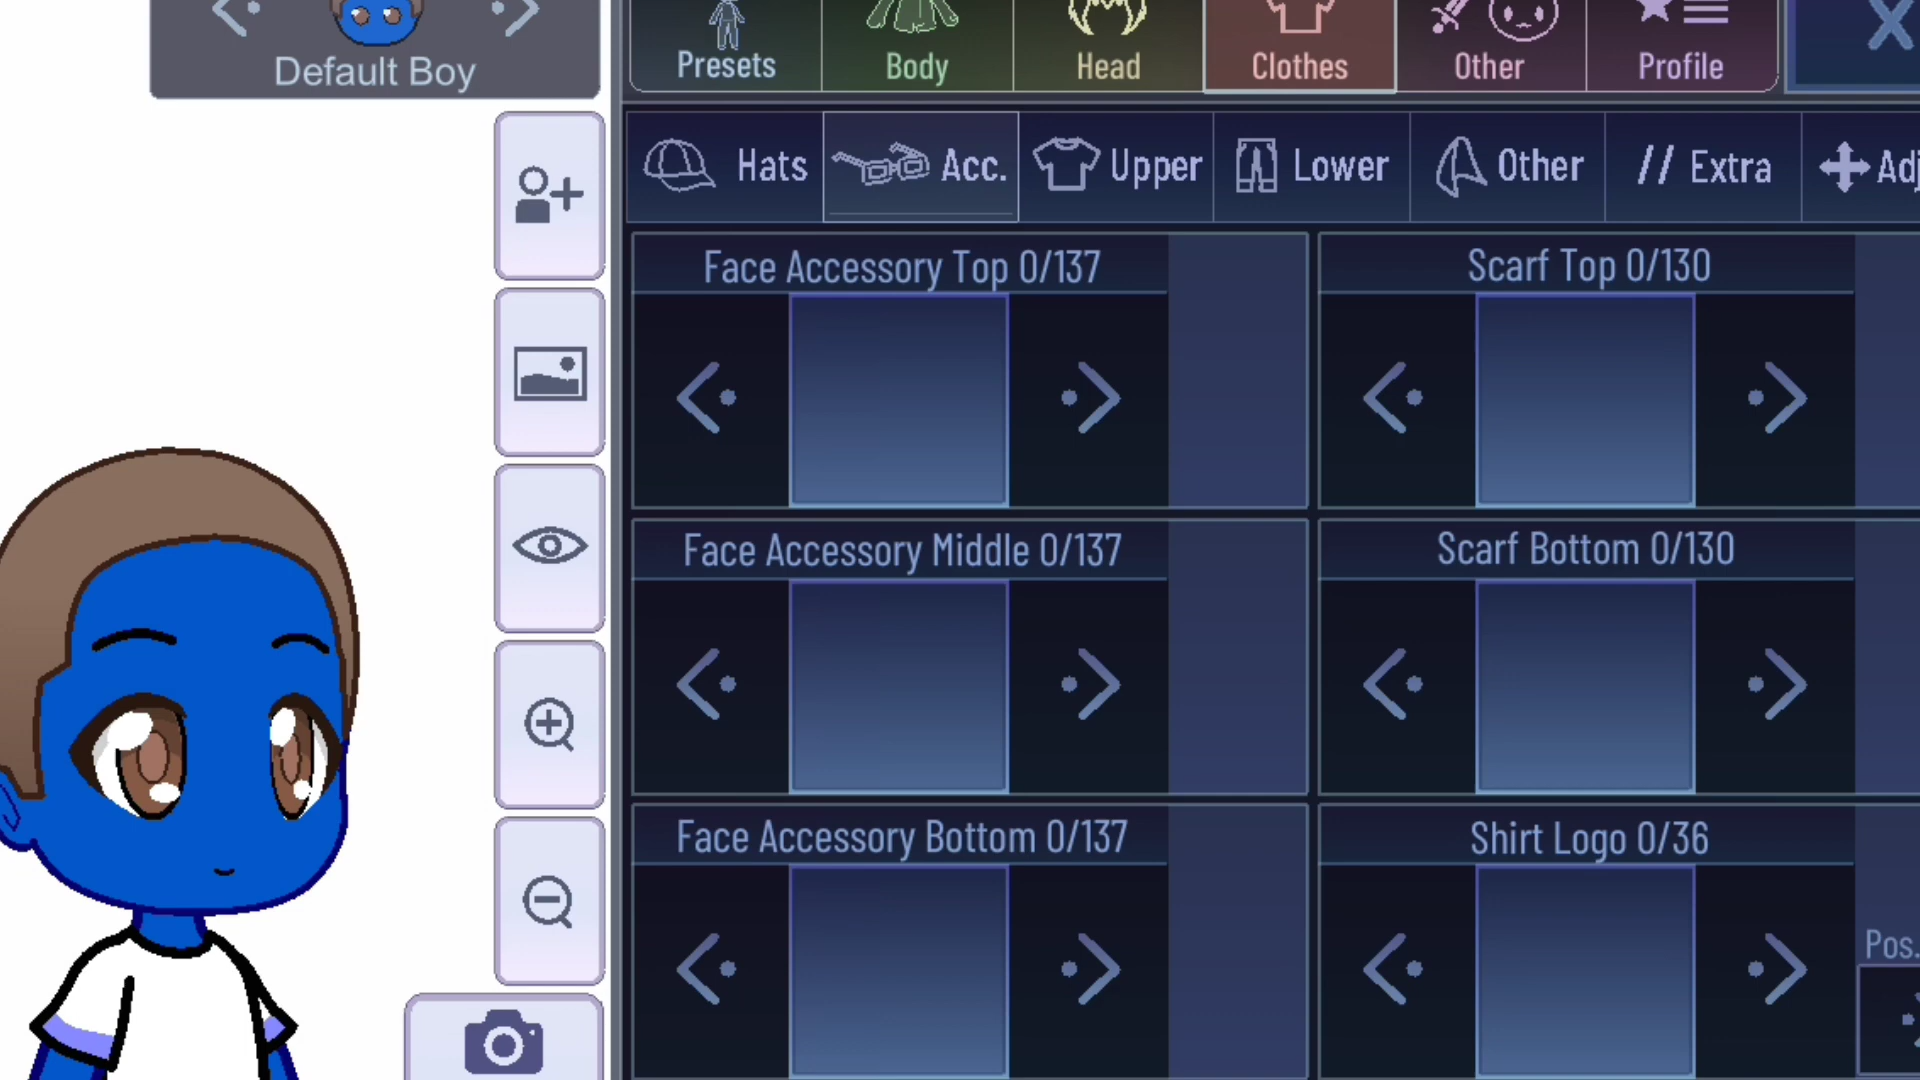 Default Boy
Presets
Body
Head
Clothes
Other
Profile
X
Hats
Acc.
Upper
Lower
Other
// Extra
Face Accessory Top 0/137
Scarf Top 0/130
Face Accessory Middle 0/137
Scarf Bottom 0/130
Face Accessory Bottom 0/137
Shirt Logo 0/36
Pos.